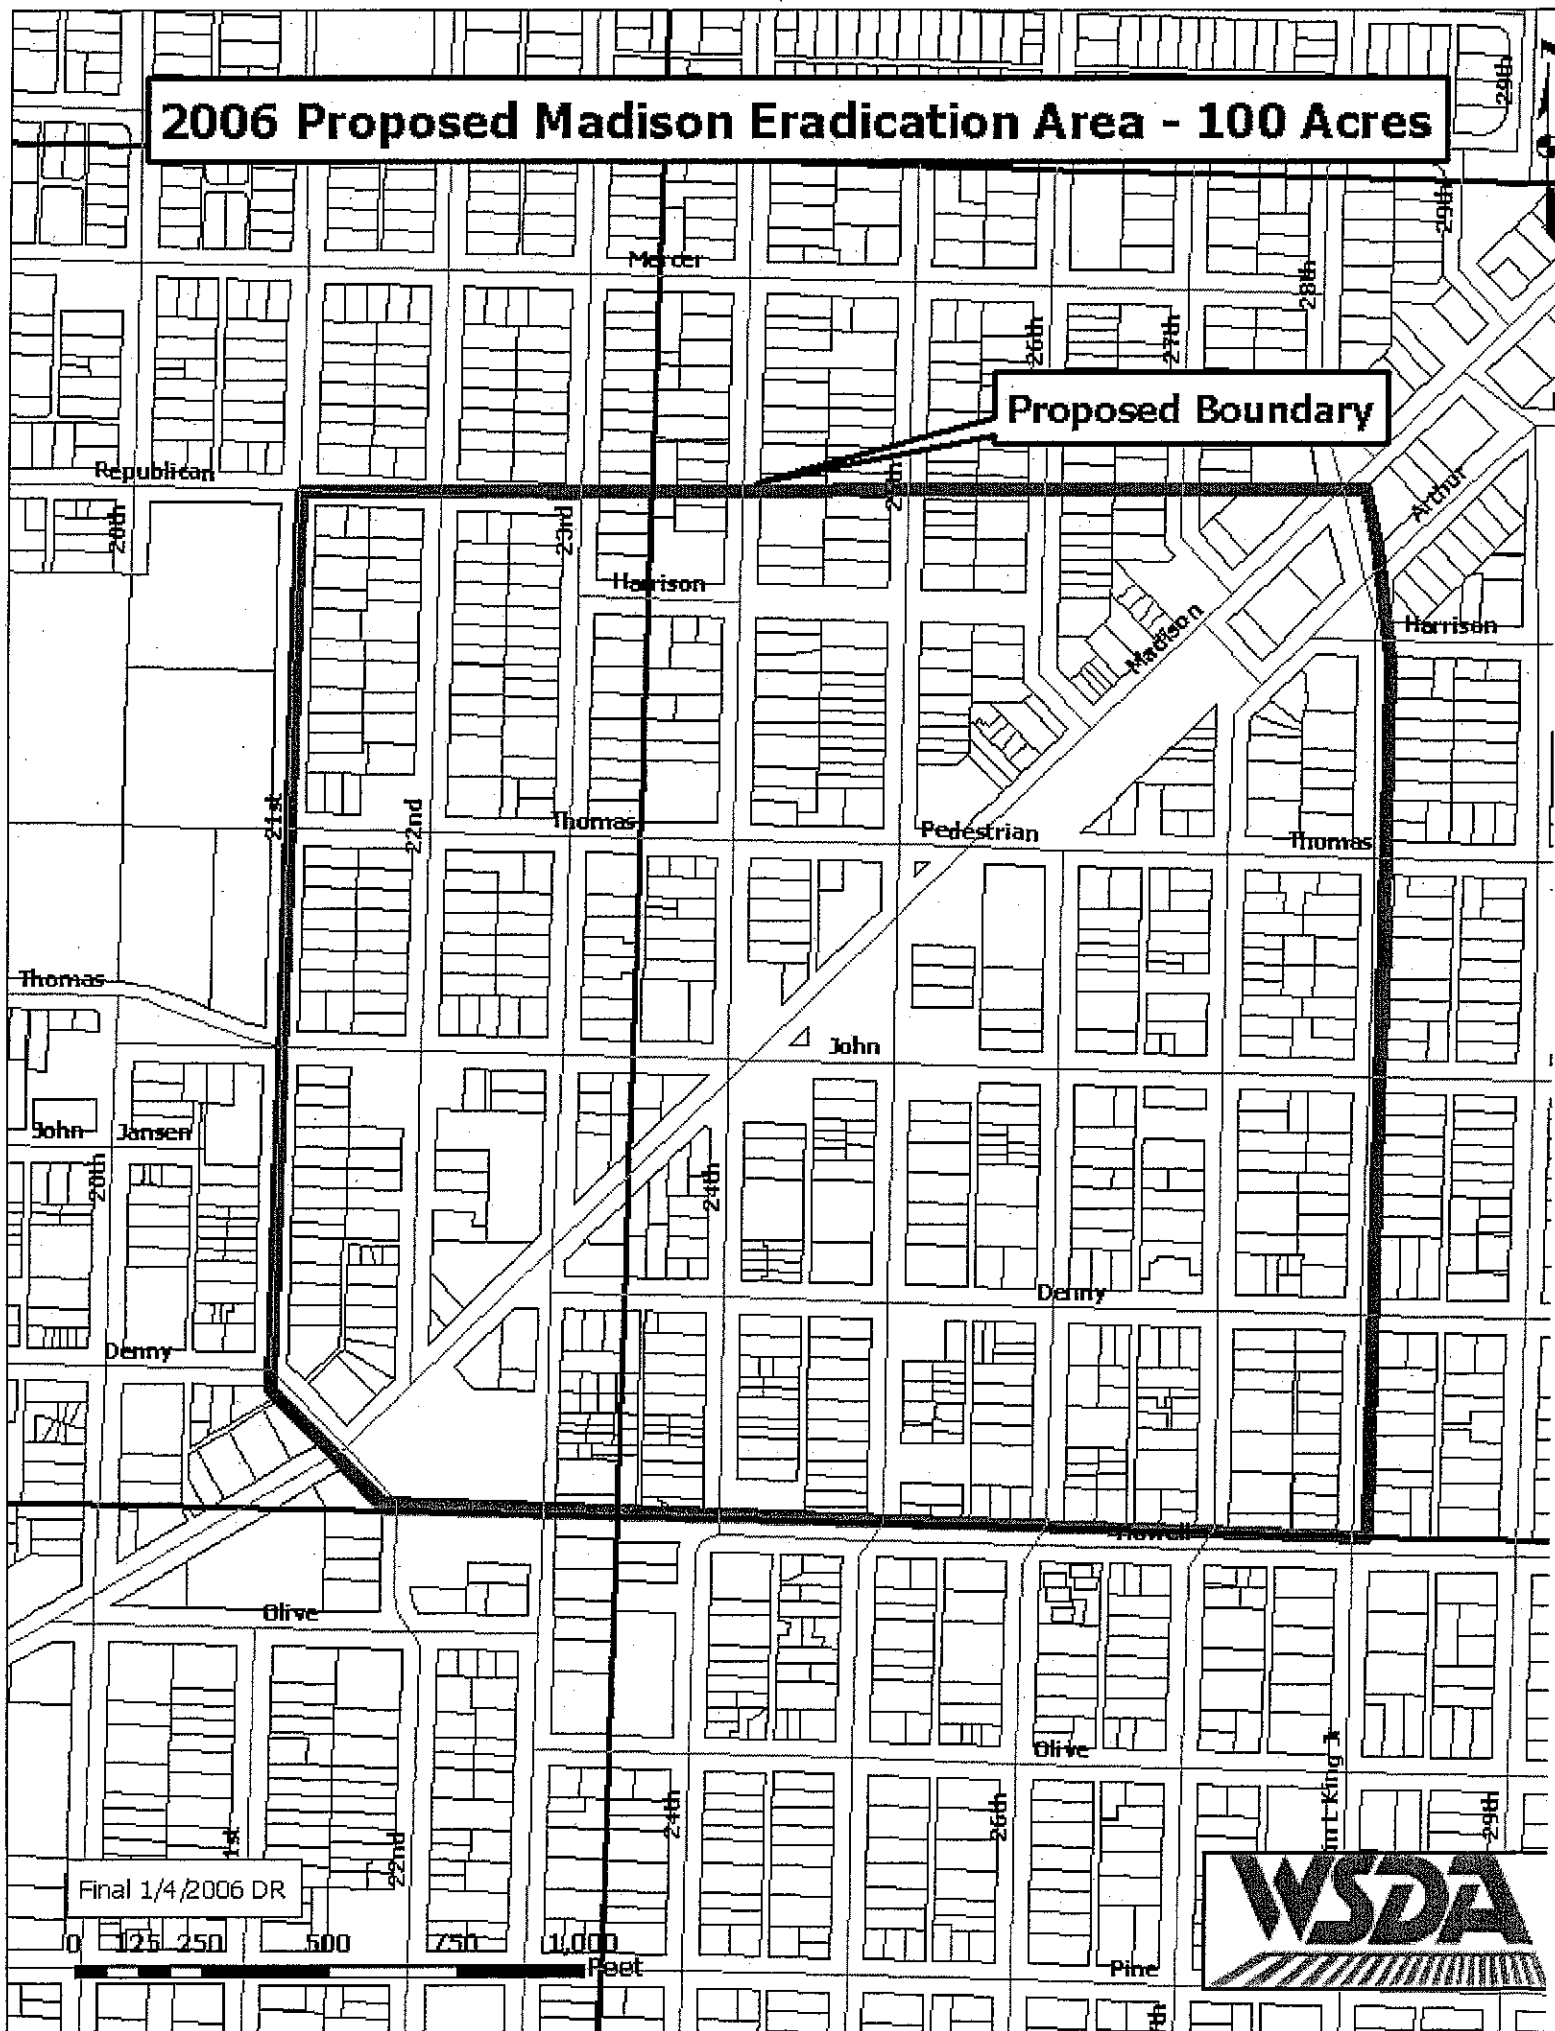 29th
2006 Proposed Madison Eradication Area - 100 Acres
29th
Mercer
28th
26th
27th
Proposed Boundary
Republican
25th
Arthur
20th
23rd
Harrison
Madison
Harrison
21st
22nd
Thomas
Pedestrian
Thomas
Thomas
John
John
Jansen
20th
24th
Denny
Denny
Howell
Olive
Olive
24th
26th
29th
22nd
1st
Final 1/4/2006 DR
0 125 250 500 750 1,000
Feet
Pine
WSDA